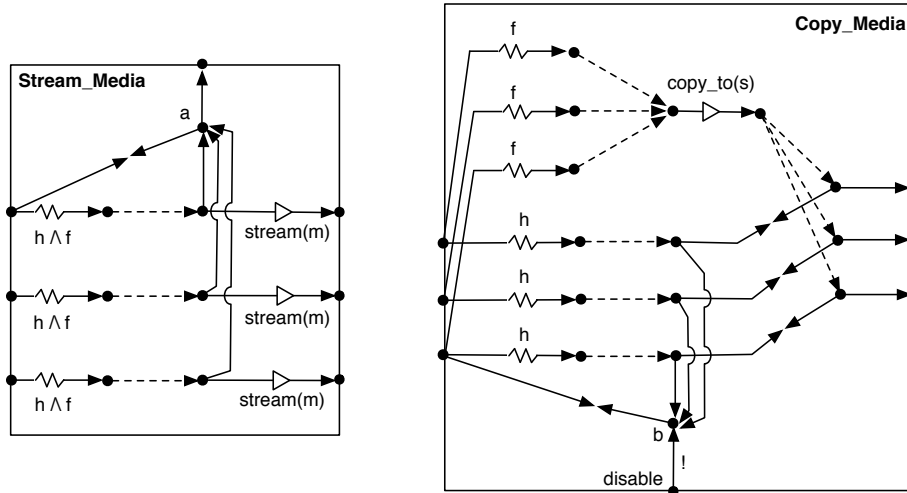 Stream_Media
a
h ∧ f
stream(m)
h ∧ f
stream(m)
h ∧ f
stream(m)
Copy_Media
f
copy_to(s)
f
f
h
h
h
b
!
disable